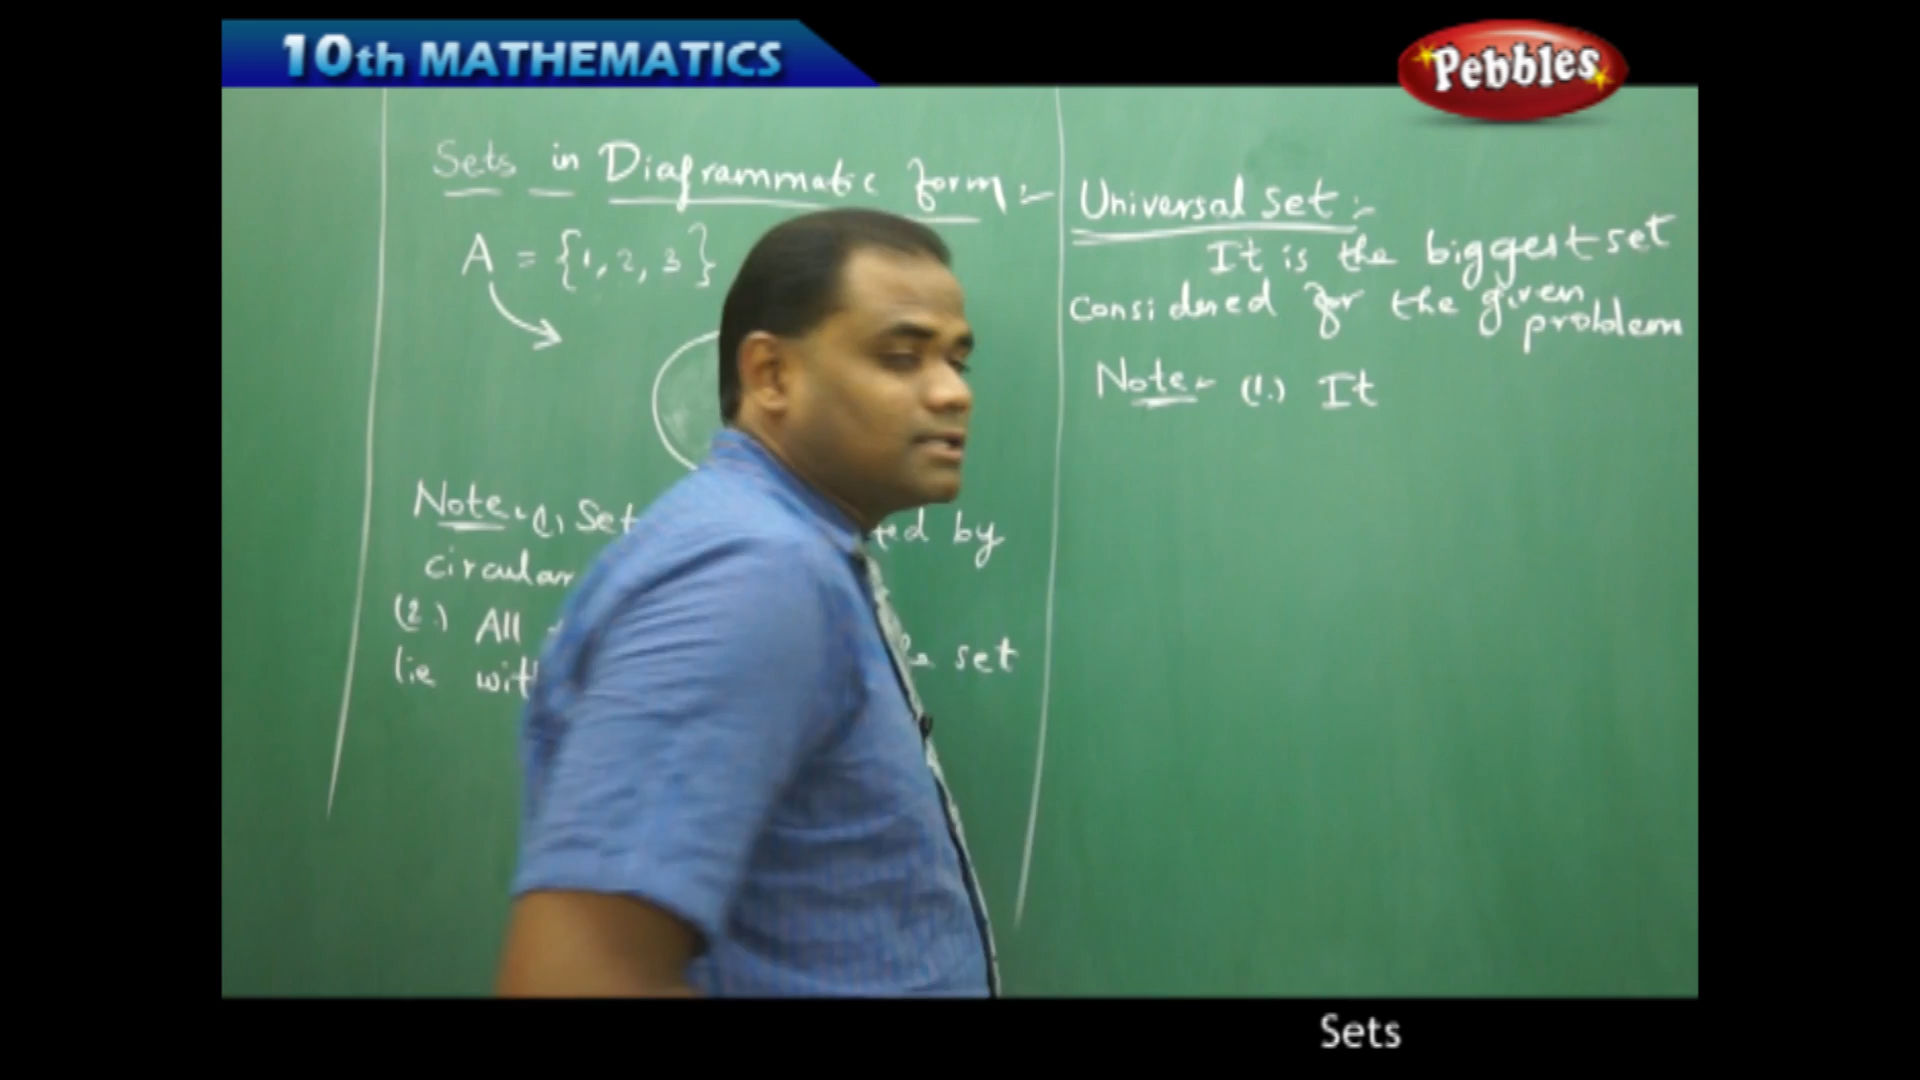 10th MATHEMATICS
Pebbles
Sets in Diagrammatic form :-
A = {1, 2, 3}
Note :- (1) Set
by
circular
(2.) All
set
lie
Universal set :-
It is the biggest set
considered for the given
problem
Note :- (1.) It
Sets